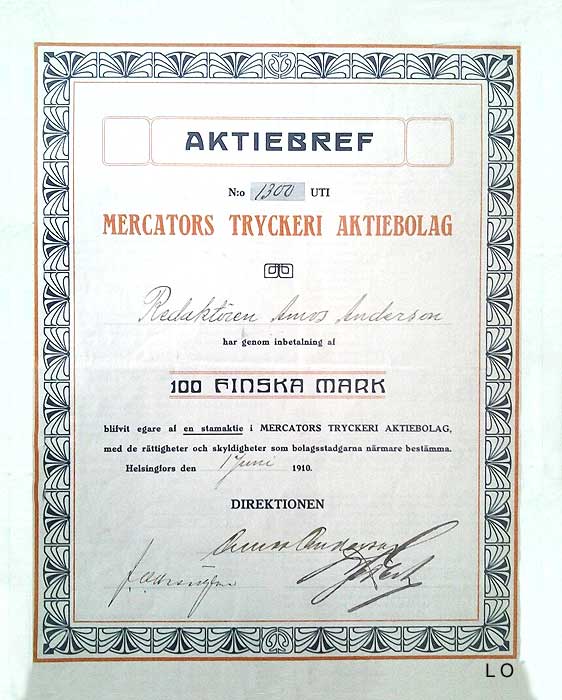 AKTIEBREF
N:o 1300 UTI
MERCATORS TRYCKERI AKTIEBOLAG
Redaktören Amos Anderson
har genom inbetalning af
100 FINSKA MARK
blifvit egare af en stamaktie i MERCATORS TRYCKERI AKTIEBOLAG,
med de rättigheter och skyldigheter som bolagsstadgarna närmare bestämma.
Helsingfors den 1 Juni 1910.
DIREKTIONEN
Amos Anderson
LO